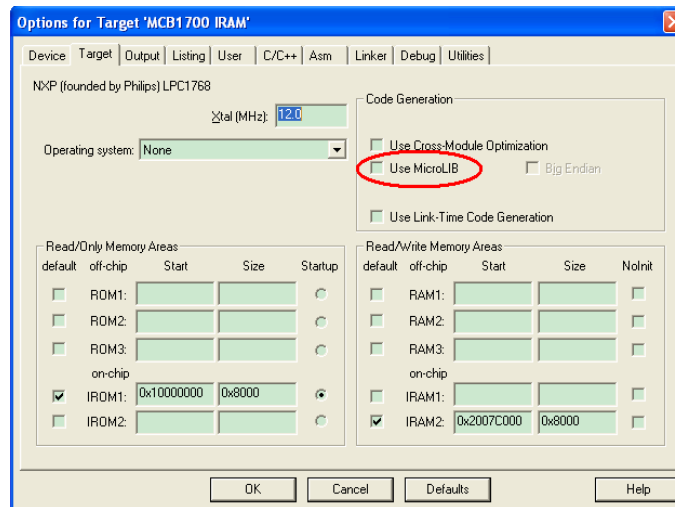 Options for Target 'MCB1700 IRAM'
Device Target Output Listing User C/C++ Asm Linker Debug Utilities
NXP (founded by Philips) LPC1768
Xtal (MHz): 12.0
Operating system: None
Code Generation
Use Cross-Module Optimization
Use MicroLIB Big Endian
Use Link-Time Code Generation
Read/Only Memory Areas
default off-chip Start Size Startup
ROM1:
ROM2:
ROM3:
on-chip
IROM1: 0x10000000 0x8000
IROM2:
Read/Write Memory Areas
default off-chip Start Size NoInit
RAM1:
RAM2:
RAM3:
on-chip
IRAM1:
IRAM2: 0x2007C000 0x8000
OK Cancel Defaults Help